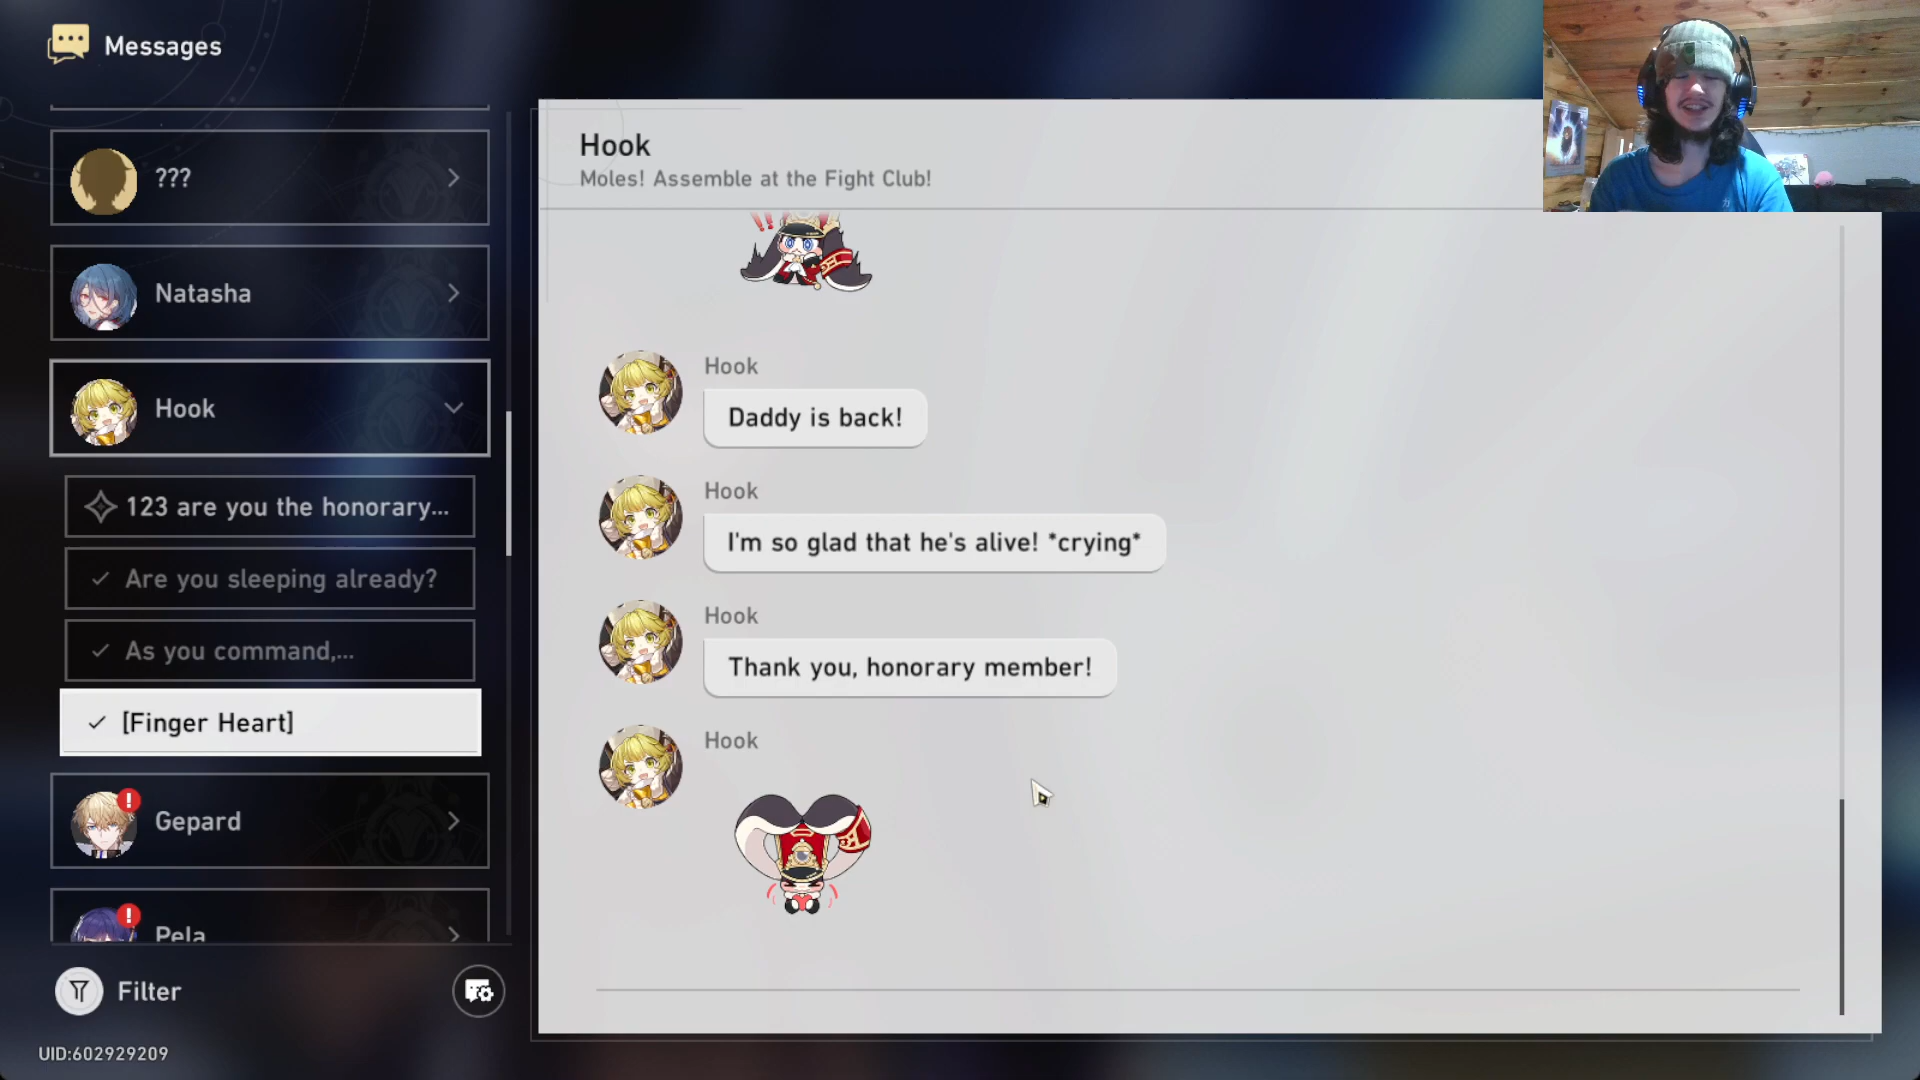 Messages
???
Natasha
Hook
123 are you the honorary...
Are you sleeping already?
As you command,...
[Finger Heart]
Gepard
Pela
Filter
UID:602929209
Hook
Moles! Assemble at the Fight Club!
Hook
Daddy is back!
Hook
I'm so glad that he's alive! *crying*
Hook
Thank you, honorary member!
Hook